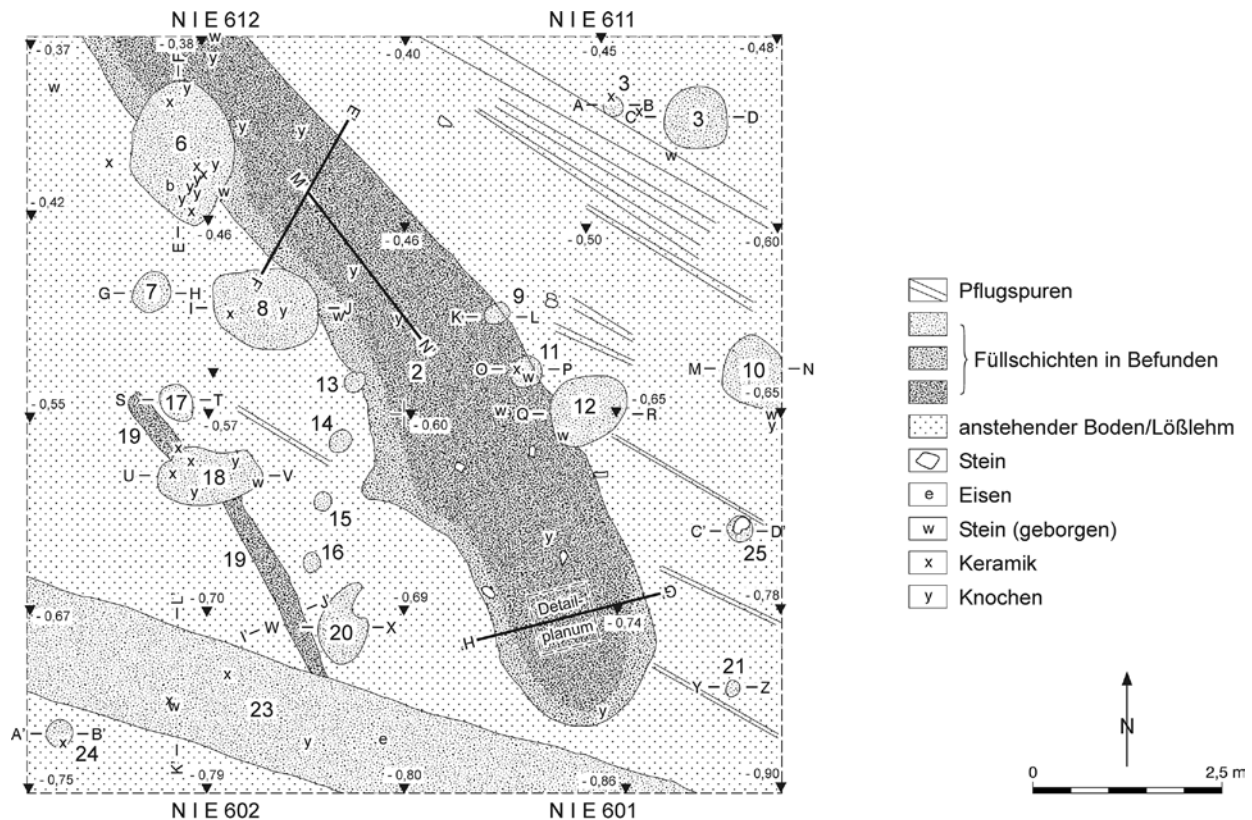 N I E 612 N I E 611
- 0,37 - 0,38 w - 0,40 - 0,45 - 0,48
y
w F y x
3
x
A B
C x
3 D
E'
y y
6
x w
x y
x
b y y
y y w
x
M'
- 0,42
- 0,46 - 0,46 - 0,50 - 0,60
E
F'
y
G 7 H
I x 8 y J
w
9
K L
y
N'
2
11
O x P
w
M 10 N
13
S 17 T
- 0,55 - 0,57 - 0,60
w Q 12 - 0,65 R
w
- 0,65
w
y
19
14
x
x y
U x 18 V
w
y
15
y
C' D'
25
19
16
- 0,67 - 0,70 - 0,69 - 0,74 - 0,78
L
J'
I' W 20 X
Detail-
planum
H' G'
21
Y Z
x
x w
23
y
y e
A' B'
x
24
K
- 0,75 - 0,79 - 0,80 - 0,86 - 0,90
N I E 602 N I E 601
Pflugspuren
Füllschichten in Befunden
anstehender Boden/Lößlehm
Stein
e Eisen
w Stein (geborgen)
x Keramik
y Knochen
N
0 2,5 m